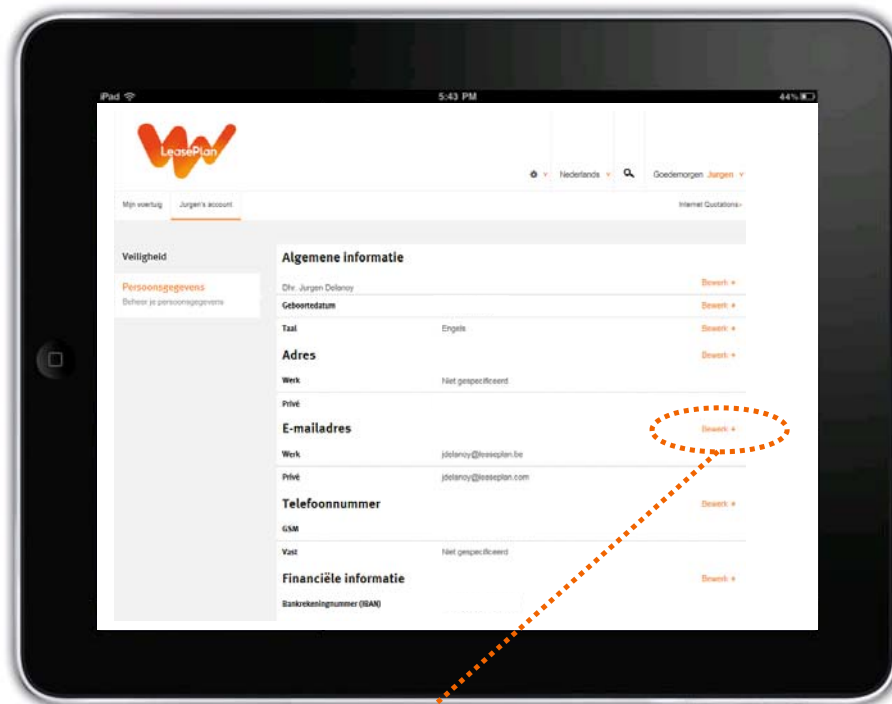 iPad 5:43 PM 44%
LeasePlan
Nederlands Goedemorgen Jurgen
Mijn voertuig Jurgen's account Internet Quotations
Veiligheid
Persoonsgegevens
Beheer je persoonsgegevens
Algemene informatie
Dhr. Jurgen Delanoy Bewerk +
Geboortedatum Bewerk +
Taal Engels Bewerk +
Adres Bewerk +
Werk Niet gespecificeerd
Privé
E-mailadres Bewerk +
Werk jdelanoy@leaseplan.be
Privé jdelanoy@leaseplan.com
Telefoonnummer Bewerk +
GSM
Vast Niet gespecificeerd
Financiële informatie Bewerk +
Bankrekeningnummer (IBAN)